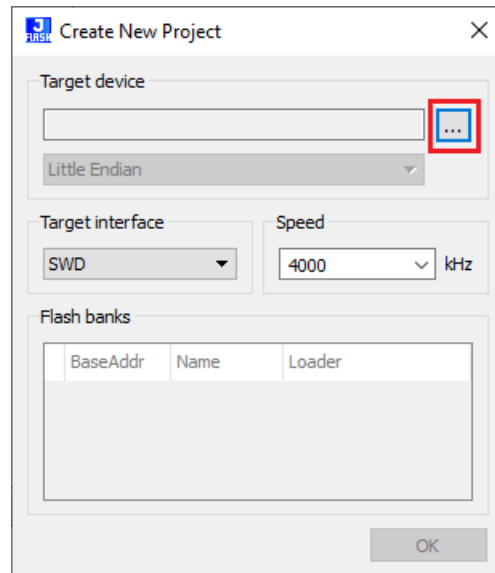 J
FLASH
Create New Project
Target device
...
Little Endian
Target interface
Speed
SWD
4000
kHz
Flash banks
BaseAddr
Name
Loader
OK